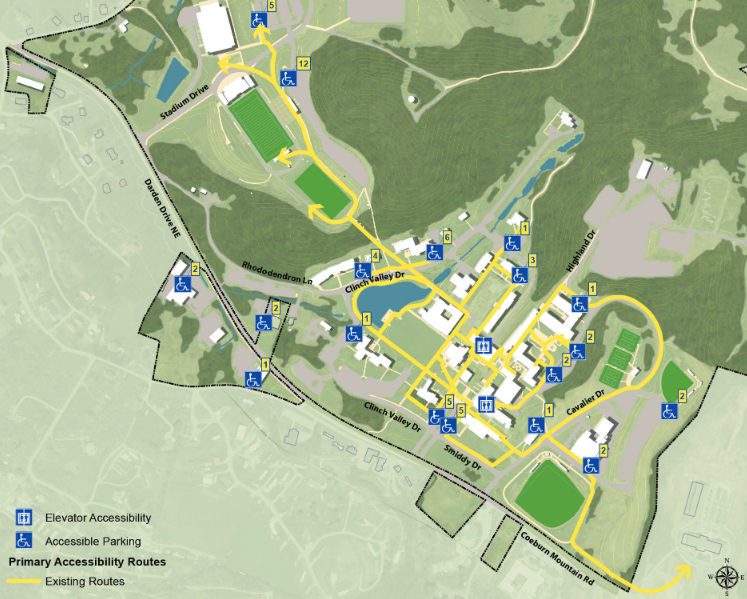 5
12
Stadium Drive
Darden Drive NE
1
6
Highland Dr
3
4
Rhododendron Ln
2
Clinch Valley Dr
1
2
1
2
2
1
Cavalier Dr
2
5
5
1
Clinch Valley Dr
2
Smiddy Dr
Coeburn Mountain Rd
Elevator Accessibility
Accessible Parking
Primary Accessibility Routes
Existing Routes
N
W
E
S